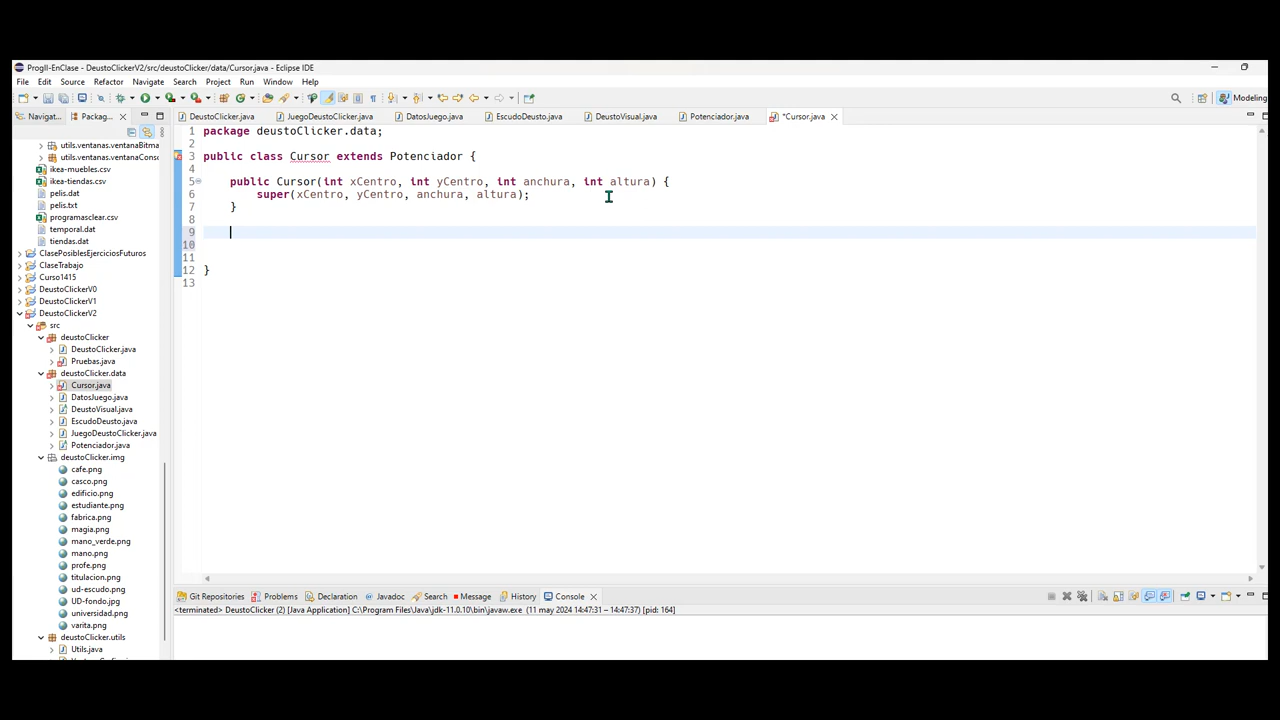 ProgII-EnClase - DeustoClickerV2/src/deustoClicker/data/Cursor.java - Eclipse IDE
File Edit Source Refactor Navigate Search Project Run Window Help
Modeling
Navigat... Packag...
DeustoClicker.java JuegoDeustoClicker.java DatosJuego.java EscudoDeusto.java DeustoVisual.java Potenciador.java *Cursor.java
utils.ventanas.ventanaBitma
utils.ventanas.ventanaConso
ikea-muebles.csv
ikea-tiendas.csv
pelis.dat
pelis.txt
programasclear.csv
temporal.dat
tiendas.dat
ClasePosiblesEjerciciosFuturos
ClaseTrabajo
Curso1415
DeustoClickerV0
DeustoClickerV1
DeustoClickerV2
src
deustoClicker
DeustoClicker.java
Pruebas.java
deustoClicker.data
Cursor.java
DatosJuego.java
DeustoVisual.java
EscudoDeusto.java
JuegoDeustoClicker.java
Potenciador.java
deustoClicker.img
cafe.png
casco.png
edificio.png
estudiante.png
fabrica.png
magia.png
mano_verde.png
mano.png
profe.png
titulacion.png
ud-escudo.png
UD-fondo.jpg
universidad.png
varita.png
deustoClicker.utils
Utils.java
1 package deustoClicker.data;
2
3 public class Cursor extends Potenciador {
4
5 public Cursor(int xCentro, int yCentro, int anchura, int altura) {
6 super(xCentro, yCentro, anchura, altura);
7 }
8
9
10
11
12 }
13
Git Repositories Problems Declaration Javadoc Search Message History Console
<terminated> DeustoClicker (2) [Java Application] C:\Program Files\Java\jdk-11.0.10\bin\javaw.exe (11 may 2024 14:47:31 – 14:47:37) [pid: 164]